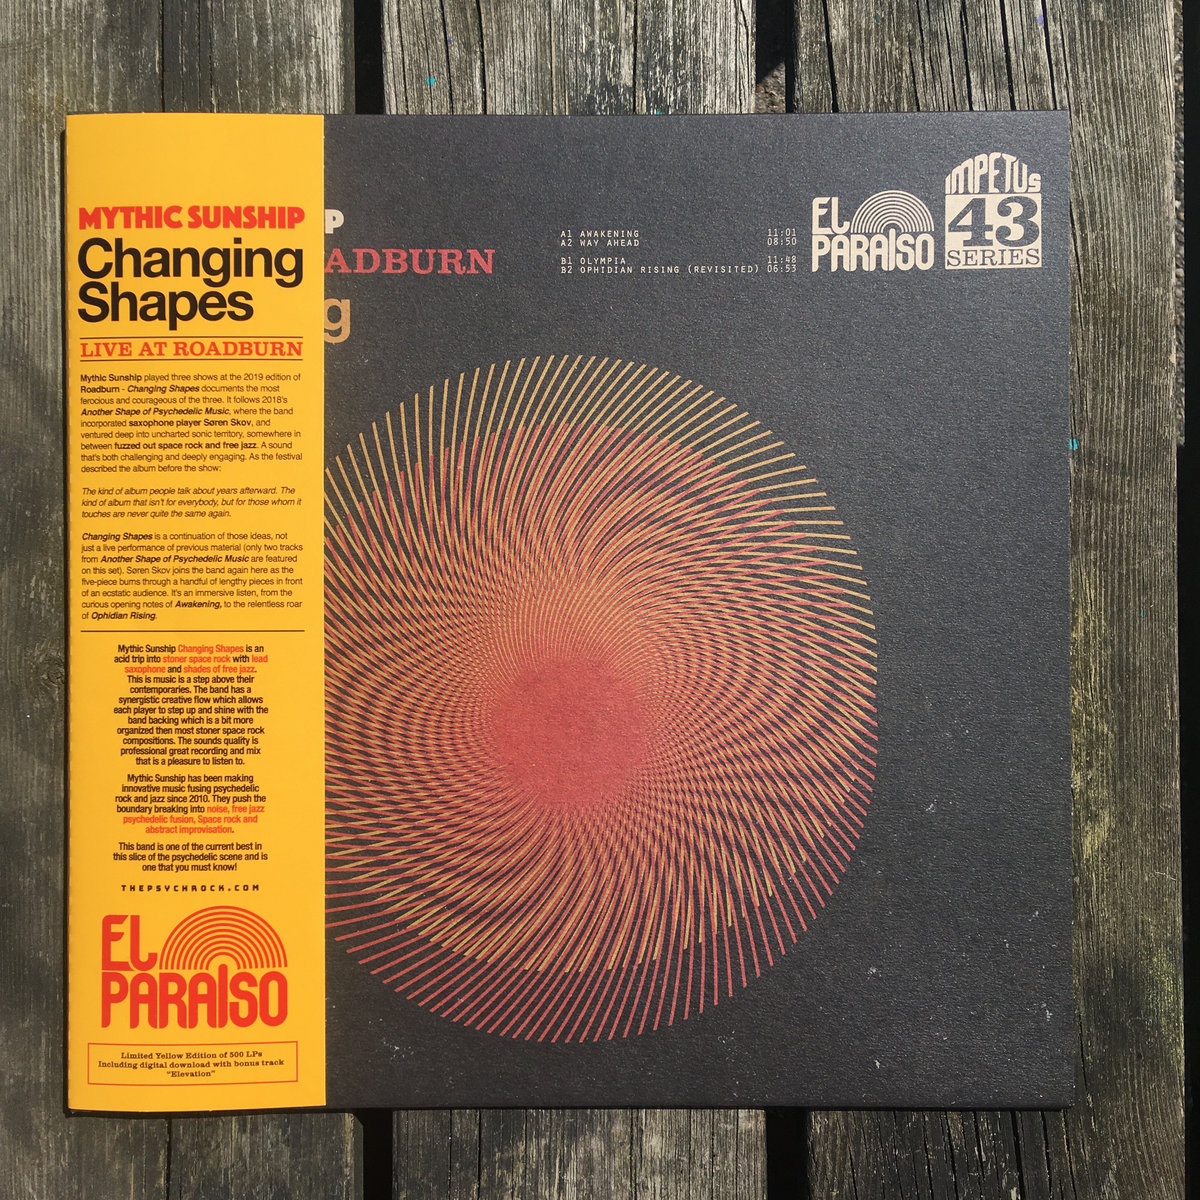 MYTHIC SUNSHIP
Changing
Shapes
LIVE AT ROADBURN
Mythic Sunship played three shows at the 2019 edition of
Roadburn - Changing Shapes documents the most
ferocious and courageous of the three. It follows 2018's
Another Shape of Psychedelic Music, where the band
incorporated saxophone player Søren Skov, and
ventured deep into uncharted sonic territory, somewhere in
between fuzzed out space rock and free jazz. A sound
that's both challenging and deeply engaging. As the festival
described the album before the show:
The kind of album people talk about years afterward. The
kind of album that isn't for everybody, but for those whom it
touches are never quite the same again.
Changing Shapes is a continuation of those ideas, not
just a live performance of previous material (only two tracks
from Another Shape of Psychedelic Music are featured
on this set). Søren Skov joins the band again here as the
five-piece burns through a handful of lengthy pieces in front
of an ecstatic audience. It's an immersive listen, from the
curious opening notes of Awakening, to the relentless roar
of Ophidian Rising.
Mythic Sunship Changing Shapes is an
acid trip into stoner space rock with lead
saxophone and shades of free jazz.
This is music is a step above their
contemporaries. The band has a
synergistic creative flow which allows
each player to step up and shine with the
band backing which is a bit more
organized then most stoner space rock
compositions. The sounds quality is
professional great recording and mix
that is a pleasure to listen to.
Mythic Sunship has been making
innovative music fusing psychedelic
rock and jazz since 2010. They push the
boundary breaking into noise, free jazz
psychedelic fusion, Space rock and
abstract improvisation.
This band is one of the current best in
this slice of the psychedelic scene and is
one that you must know!
THEPSYCHROCK.COM
EL
PARAISO
Limited Yellow Edition of 500 LPs
Including digital download with bonus track
"Elevation"
P
ADBURN
g
A1 AWAKENING 11:01
A2 WAY AHEAD 08:50
B1 OLYMPIA 11:48
B2 OPHIDIAN RISING (REVISITED) 06:53
EL
PARAISO
IMPETUS
43
SERIES